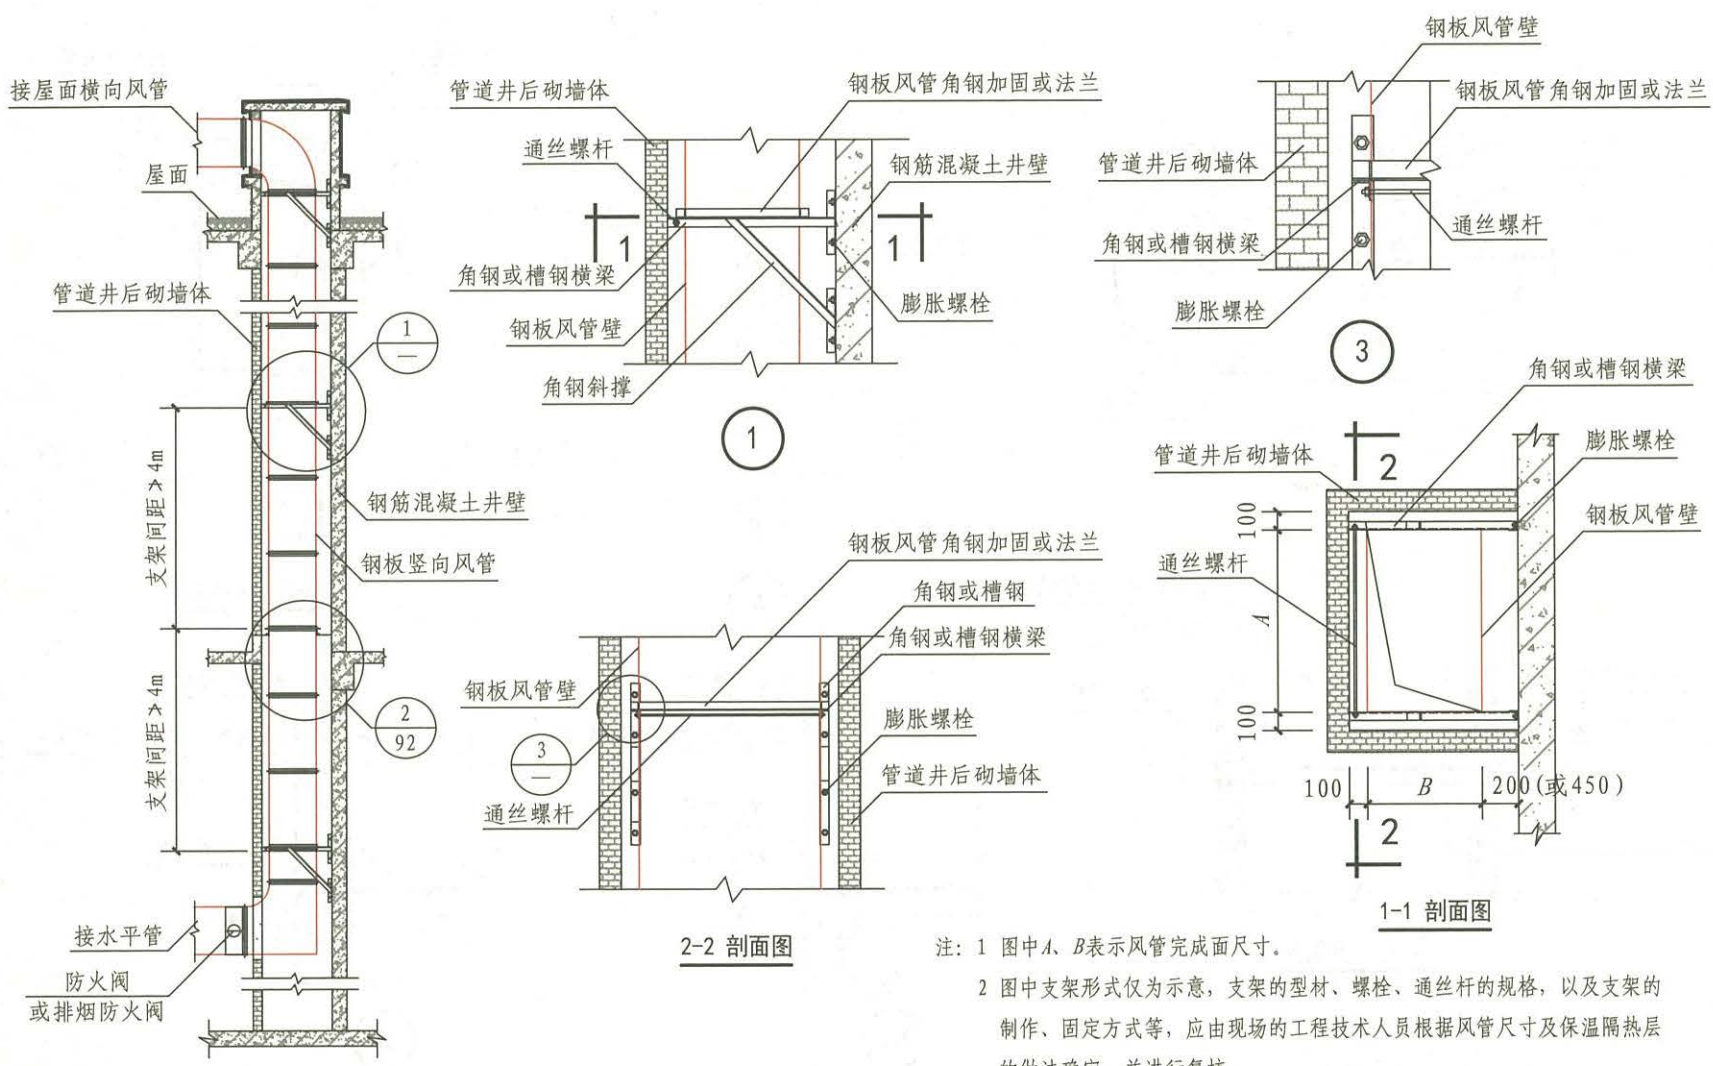 接屋面横向风管
屋面
管道井后砌墙体
1
—
支架间距≯4m
钢筋混凝土井壁
钢板竖向风管
支架间距≯4m
2
92
接水平管
防火阀
或排烟防火阀
管道井后砌墙体
钢板风管角钢加固或法兰
通丝螺杆
钢筋混凝土井壁
1
1
角钢或槽钢横梁
膨胀螺栓
钢板风管壁
角钢斜撑
1
钢板风管角钢加固或法兰
角钢或槽钢
角钢或槽钢横梁
钢板风管壁
膨胀螺栓
3
—
管道井后砌墙体
通丝螺杆
2-2 剖面图
钢板风管壁
钢板风管角钢加固或法兰
管道井后砌墙体
通丝螺杆
角钢或槽钢横梁
膨胀螺栓
3
角钢或槽钢横梁
2
管道井后砌墙体
膨胀螺栓
100
钢板风管壁
通丝螺杆
A
100
100
B
200(或450)
2
1-1 剖面图
注: 1 图中A、B表示风管完成面尺寸。
2 图中支架形式仅为示意，支架的型材、螺栓、通丝杆的规格，以及支架的
制作、固定方式等，应由现场的工程技术人员根据风管尺寸及保温隔热层